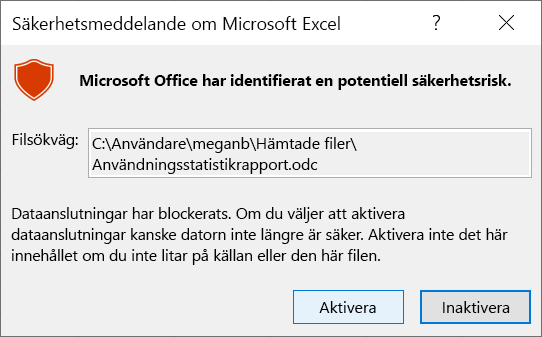 Säkerhetsmeddelande om Microsoft Excel ?
Microsoft Office har identifierat en potentiell säkerhetsrisk.
Filsökväg: C:\Användare\meganb\Hämtade filer\
Användningsstatistikrapport.odc
Dataanslutningar har blockerats. Om du väljer att aktivera
dataanslutningar kanske datorn inte längre är säker. Aktivera inte det här
innehållet om du inte litar på källan eller den här filen.
Aktivera Inaktivera